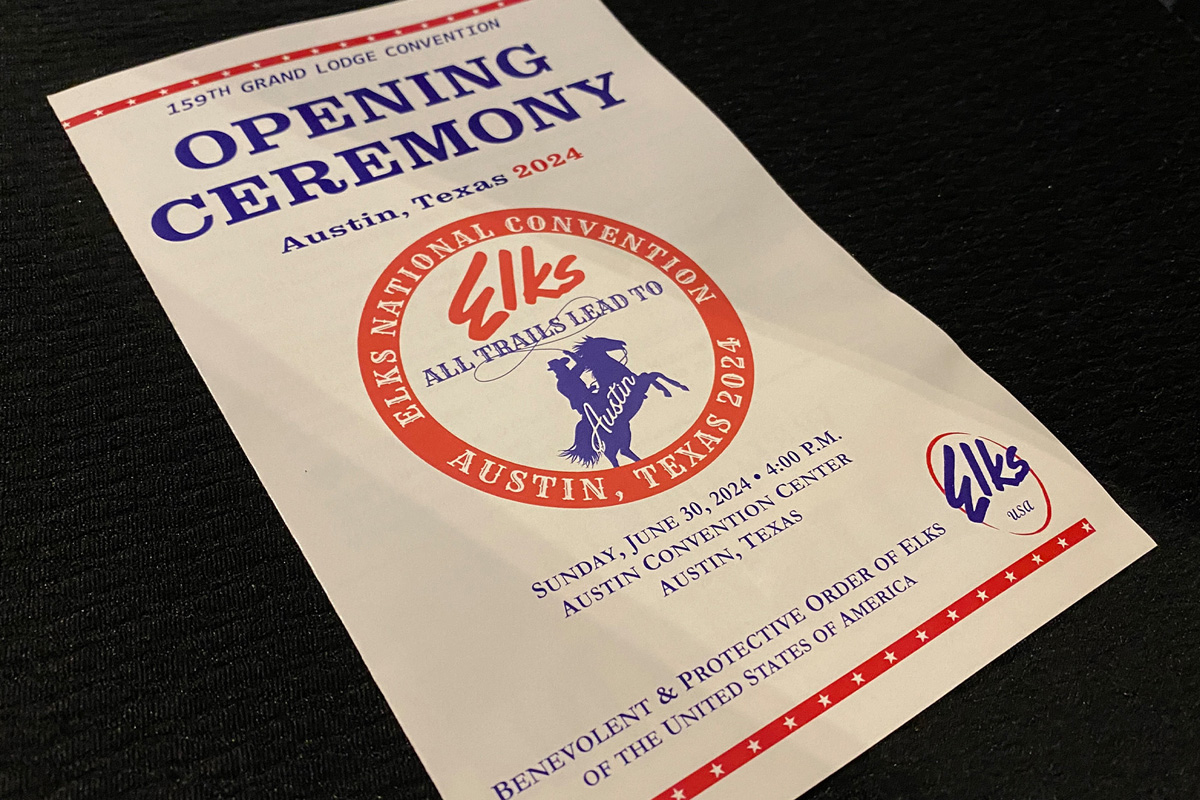 159TH GRAND LODGE CONVENTION
OPENING
CEREMONY
Austin, Texas 2024
ELKS NATIONAL CONVENTION
Elks
ALL TRAILS LEAD TO
Austin
AUSTIN, TEXAS 2024
SUNDAY, JUNE 30, 2024 • 4:00 P.M.
AUSTIN CONVENTION CENTER
AUSTIN, TEXAS
Elks
usa
BENEVOLENT & PROTECTIVE ORDER OF ELKS
OF THE UNITED STATES OF AMERICA